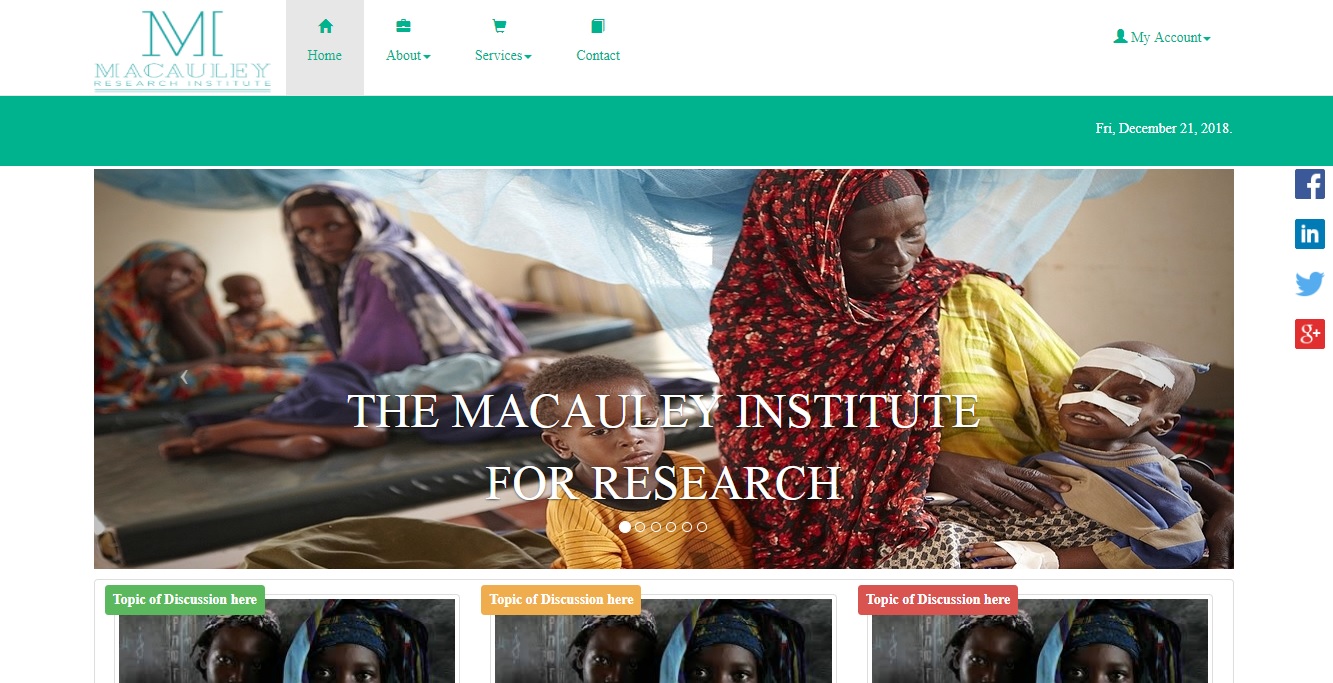 M
MACAULEY
RESEARCH INSTITUTE
Home
About
Services
Contact
My Account
Fri, December 21, 2018.
THE MACAULEY INSTITUTE
FOR RESEARCH
Topic of Discussion here
Topic of Discussion here
Topic of Discussion here
f
in
g+